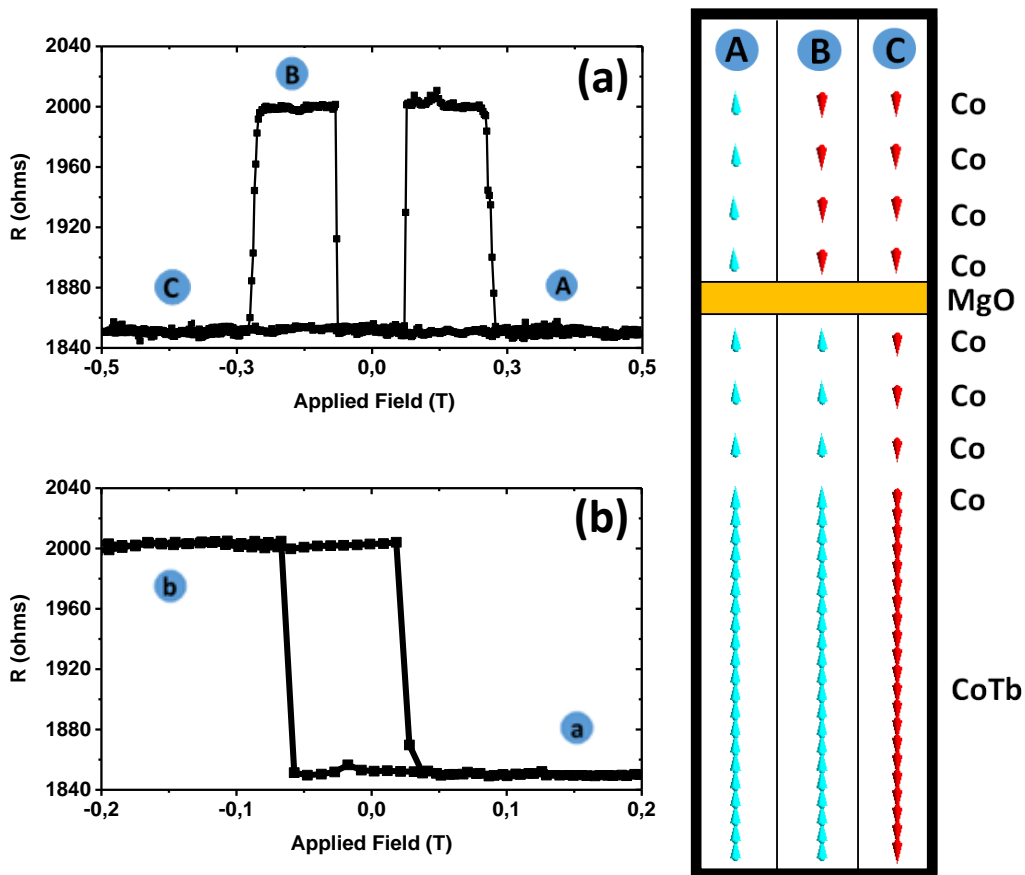 (a)
R (ohms)
2040
2000
1960
1920
1880
1840
B
C
A
-0,5
-0,3
0,0
0,3
0,5
Applied Field (T)
(b)
R (ohms)
2040
2000
1960
1920
1880
1840
b
a
-0,2
-0,1
0,0
0,1
0,2
Applied Field (T)
A B C
Co
Co
Co
Co
MgO
Co
Co
Co
Co
CoTb